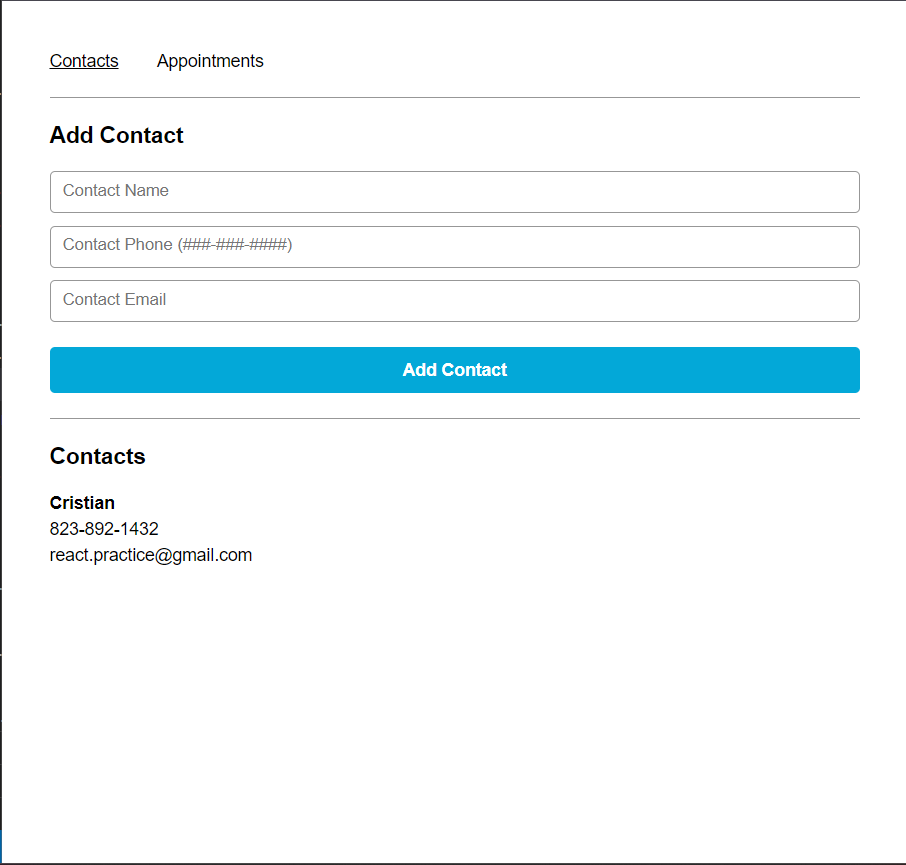 Contacts Appointments
Add Contact
Contact Name
Contact Phone (###-###-####)
Contact Email
Add Contact
Contacts
Cristian
823-892-1432
react.practice@gmail.com